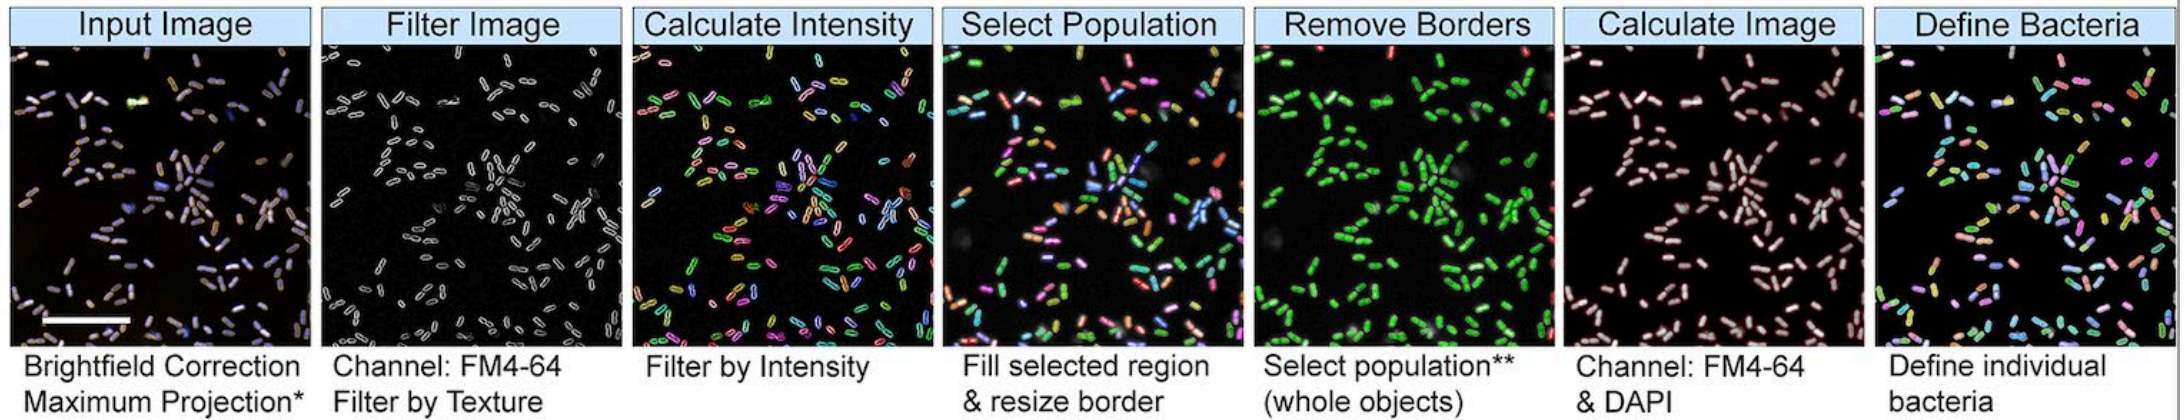 Input Image
Filter Image
Calculate Intensity
Select Population
Remove Borders
Calculate Image
Define Bacteria
Brightfield Correction
Maximum Projection*
Channel: FM4-64
Filter by Texture
Filter by Intensity
Fill selected region
& resize border
Select population**
(whole objects)
Channel: FM4-64
& DAPI
Define individual
bacteria